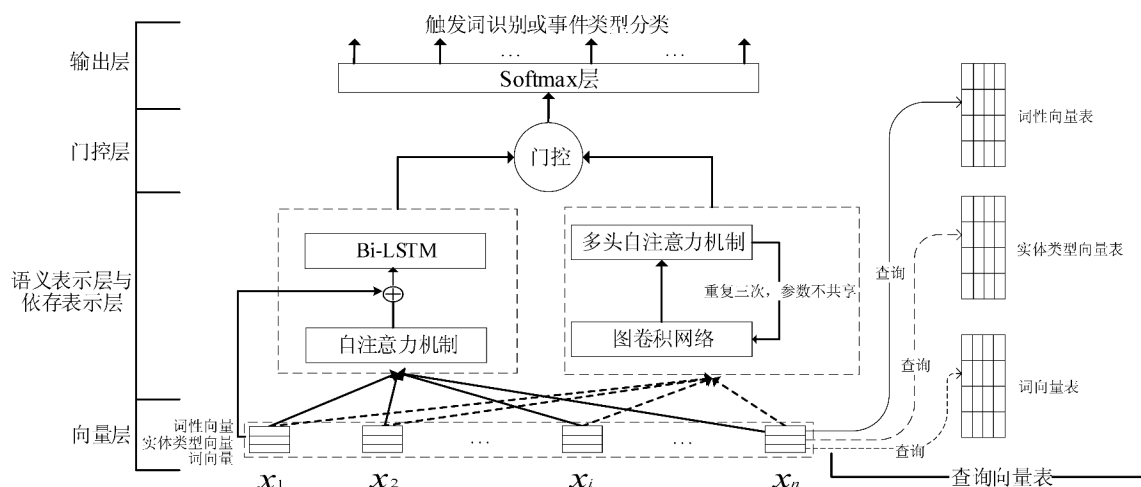 触发词识别或事件类型分类
...
...
输出层
Softmax层
词性向量表
门控层
门控
Bi-LSTM
多头自注意力机制
实体类型向量表
查询
语义表示层与
依存表示层
重复三次，参数不共享
自注意力机制
图卷积网络
查询
词向量表
词性向量
向量层
实体类型向量
...
...
词向量
查询
x1
x2
xi
xn
查询向量表